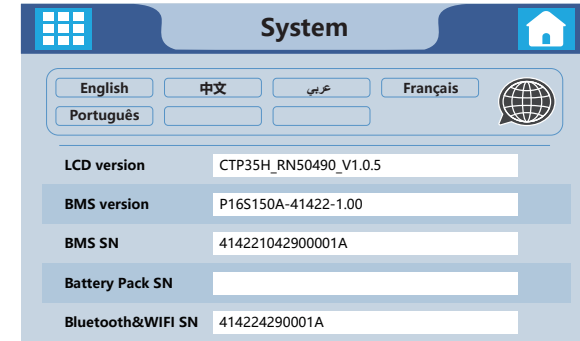 System
English 中文 عربي Français
Português
LCD version CTP35H_RN50490_V1.0.5
BMS version P16S150A-41422-1.00
BMS SN 414221042900001A
Battery Pack SN
Bluetooth&WIFI SN 414224290001A